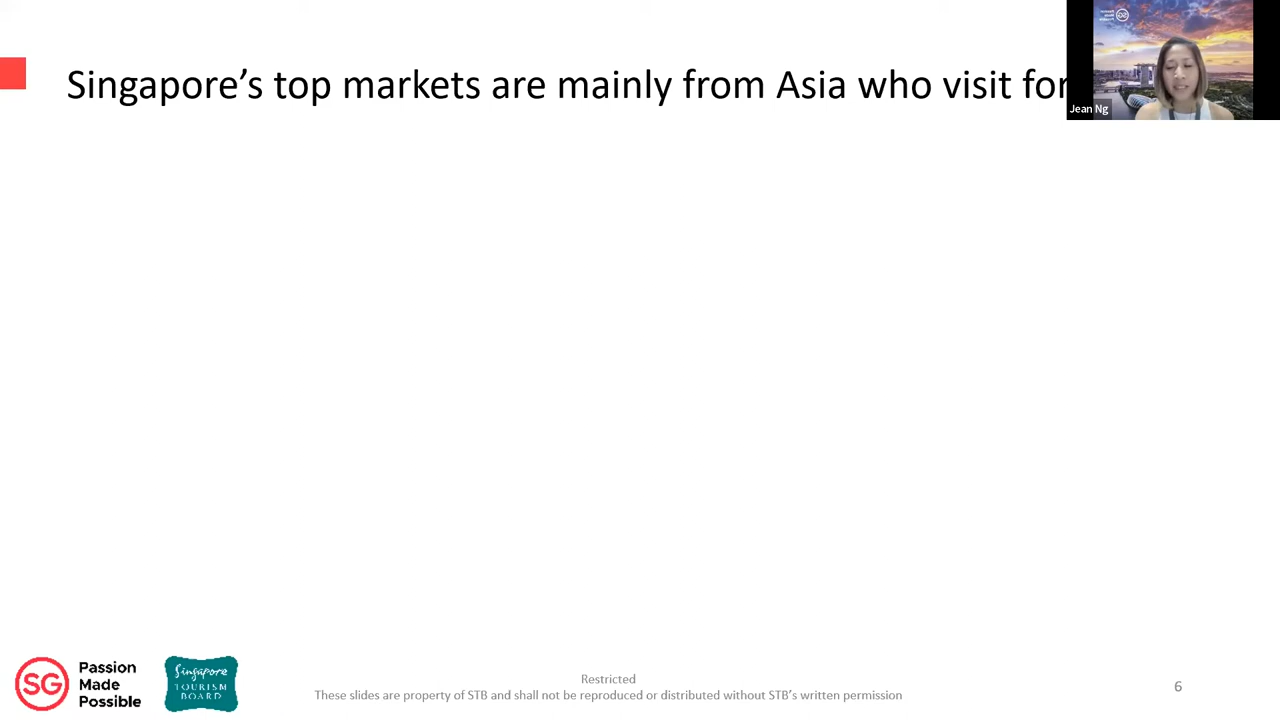 Singapore’s top markets are mainly from Asia who visit for
Jean Ng
SG
Passion
Made
Possible
Singapore
TOURISM
BOARD
Restricted
These slides are property of STB and shall not be reproduced or distributed without STB’s written permission
6